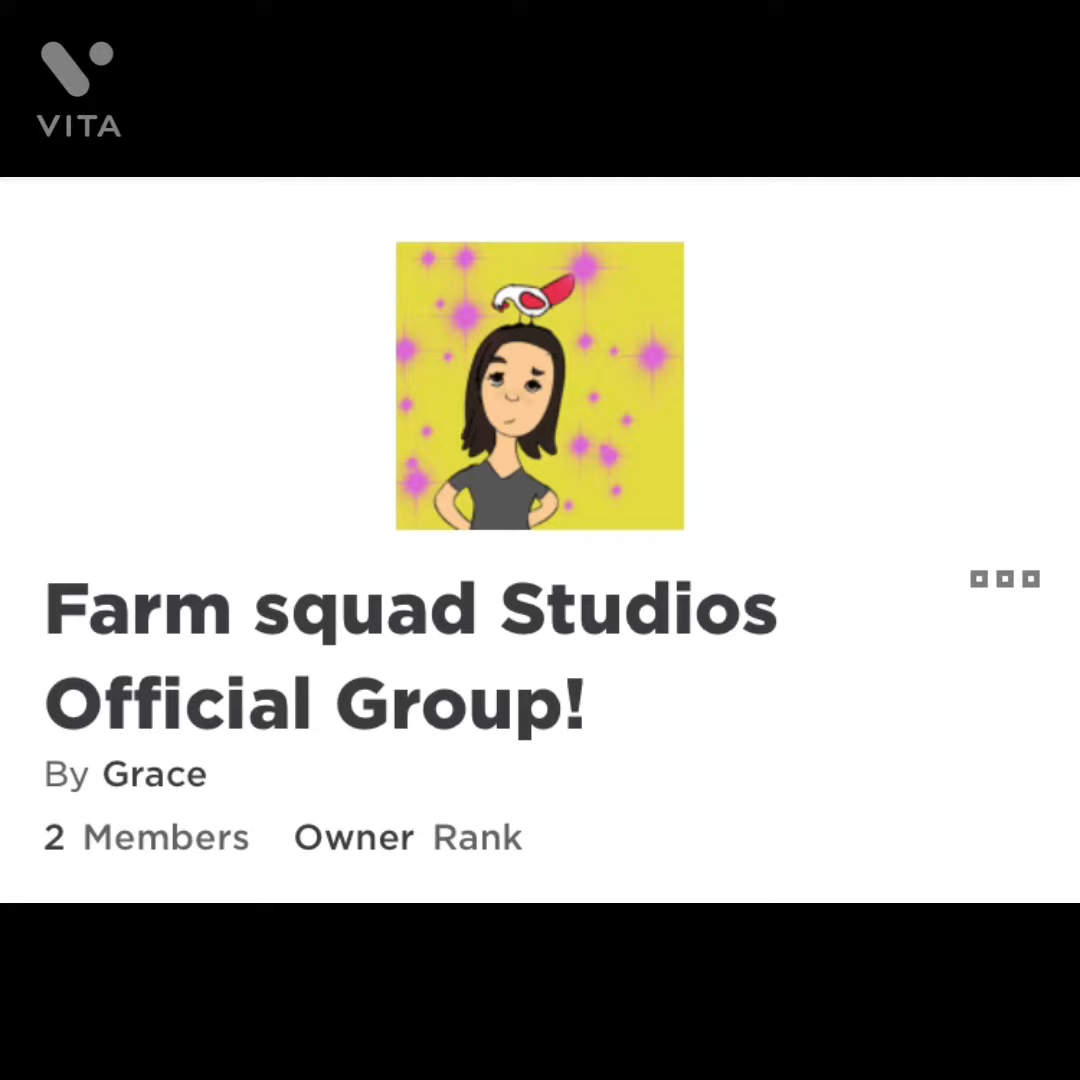 VITA
Farm squad Studios
Official Group!
By Grace
2 Members Owner Rank